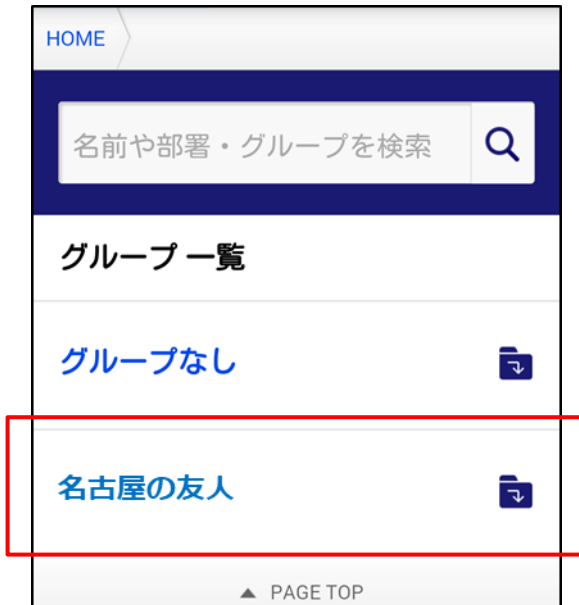 HOME
名前や部署・グループを検索
グループ 一覧
グループなし
名古屋の友人
▲ PAGE TOP